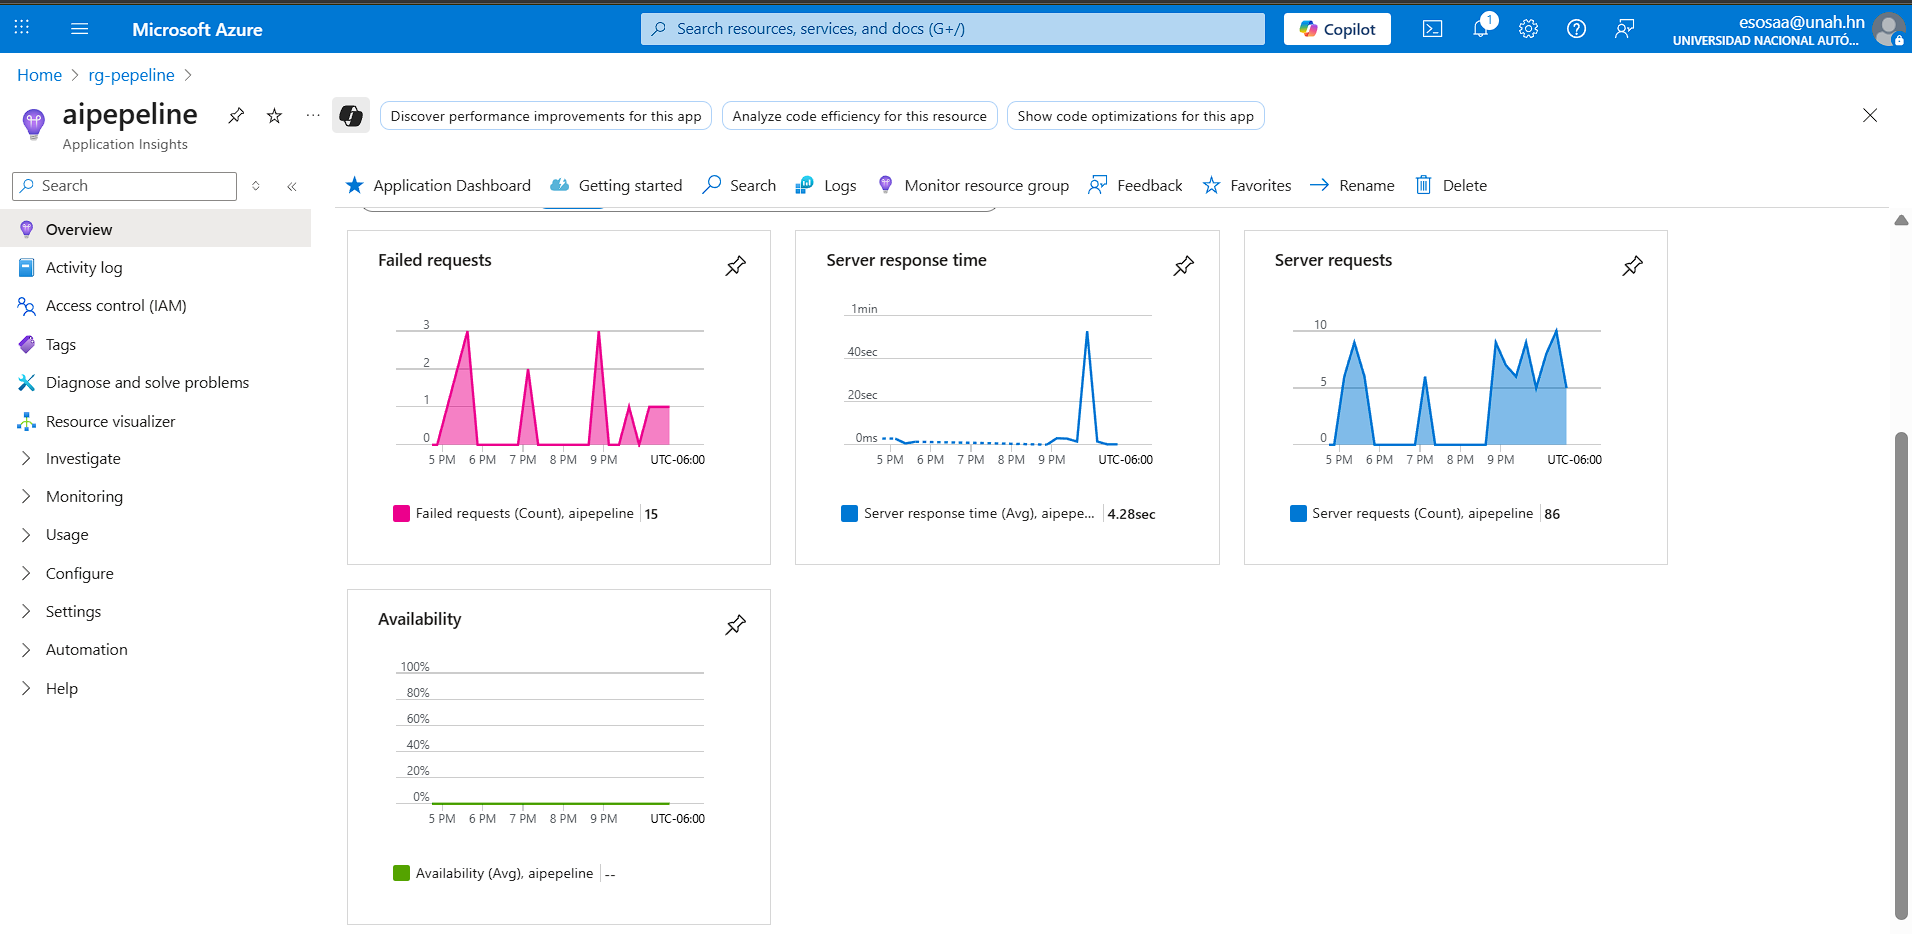 Microsoft Azure
Search resources, services, and docs (G+/)
Copilot
1
esosaa@unah.hn
UNIVERSIDAD NACIONAL AUTÓ...
Home > rg-pepeline >
aipepeline
Application Insights
Discover performance improvements for this app
Analyze code efficiency for this resource
Show code optimizations for this app
Search
Application Dashboard
Getting started
Search
Logs
Monitor resource group
Feedback
Favorites
Rename
Delete
Overview
Activity log
Access control (IAM)
Tags
Diagnose and solve problems
Resource visualizer
Investigate
Monitoring
Usage
Configure
Settings
Automation
Help
Failed requests
3
2
1
0
5 PM 6 PM 7 PM 8 PM 9 PM UTC-06:00
Failed requests (Count), aipepeline 15
Server response time
1min
40sec
20sec
0ms
5 PM 6 PM 7 PM 8 PM 9 PM UTC-06:00
Server response time (Avg), aipepe... 4.28sec
Server requests
10
5
0
5 PM 6 PM 7 PM 8 PM 9 PM UTC-06:00
Server requests (Count), aipepeline 86
Availability
100%
80%
60%
40%
20%
0%
5 PM 6 PM 7 PM 8 PM 9 PM UTC-06:00
Availability (Avg), aipepeline --